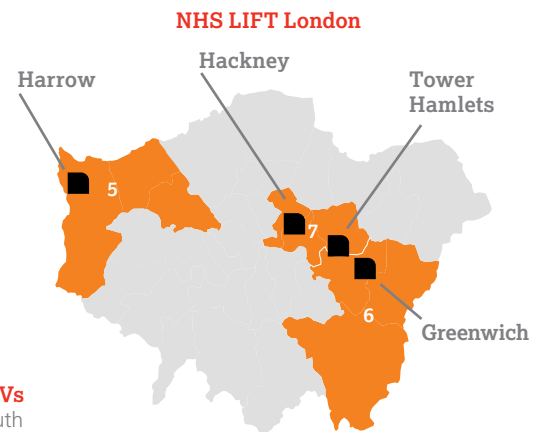 NHS LIFT London
Hackney
Harrow
Tower
Hamlets
5
7
6
Greenwich
Vs
uth